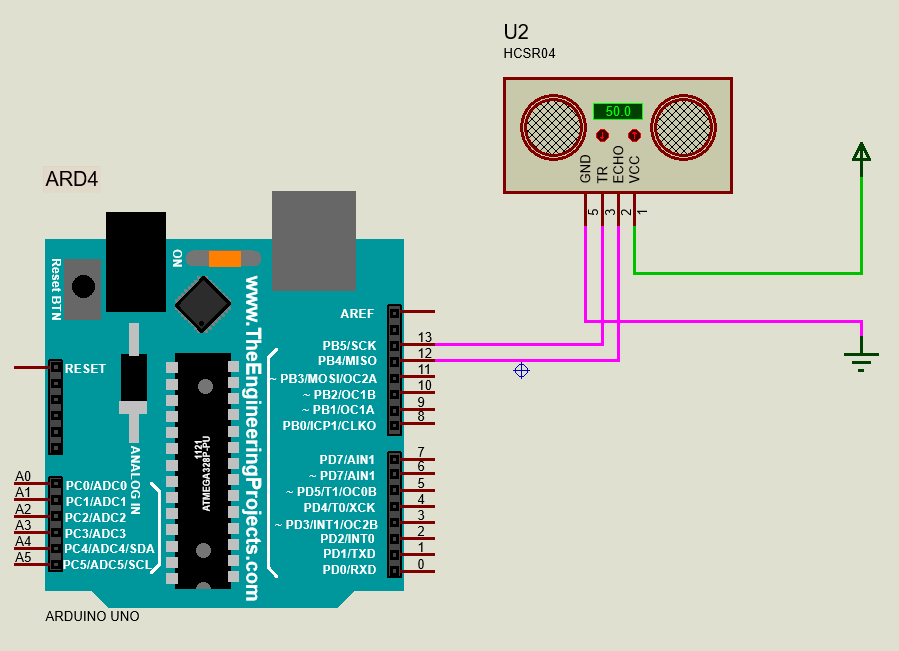 U2
HCSR04
50.0
GND
TR
ECHO
VCC
5
3
2
1
ARD4
Reset BTN
ON
www.TheEngineeringProjects.com
AREF
PB5/SCK 13
PB4/MISO 12
~ PB3/MOSI/OC2A 11
~ PB2/OC1B 10
~ PB1/OC1A 9
PB0/ICP1/CLKO 8
RESET
1121
ATMEGA328P-PU
ANALOG IN
PD7/AIN1 7
~ PD7/AIN1 6
~ PD5/T1/OC0B 5
PD4/T0/XCK 4
~ PD3/INT1/OC2B 3
PD2/INT0 2
PD1/TXD 1
PD0/RXD 0
A0 PC0/ADC0
A1 PC1/ADC1
A2 PC2/ADC2
A3 PC3/ADC3
A4 PC4/ADC4/SDA
A5 PC5/ADC5/SCL
ARDUINO UNO